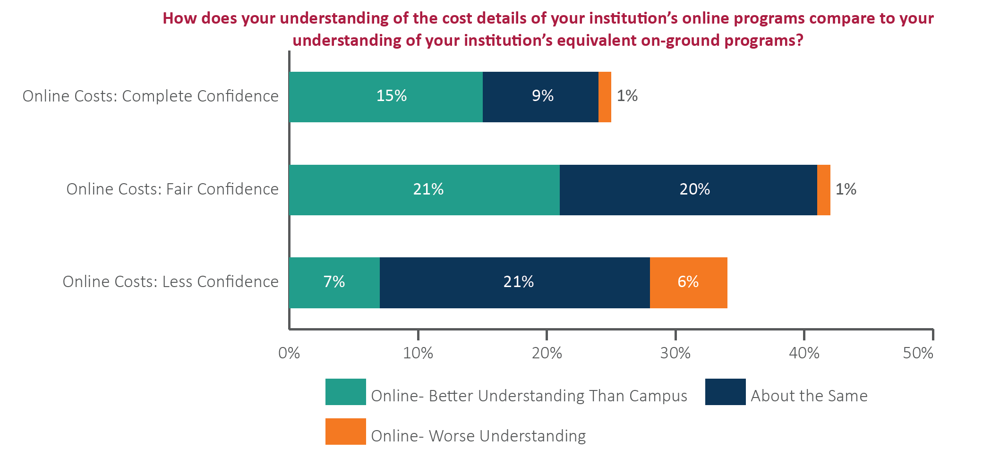 How does your understanding of the cost details of your institution’s online programs compare to your
understanding of your institution’s equivalent on-ground programs?
Online Costs: Complete Confidence 15% 9% 1%
Online Costs: Fair Confidence 21% 20% 1%
Online Costs: Less Confidence 7% 21% 6%
0% 10% 20% 30% 40% 50%
Online- Better Understanding Than Campus About the Same
Online- Worse Understanding